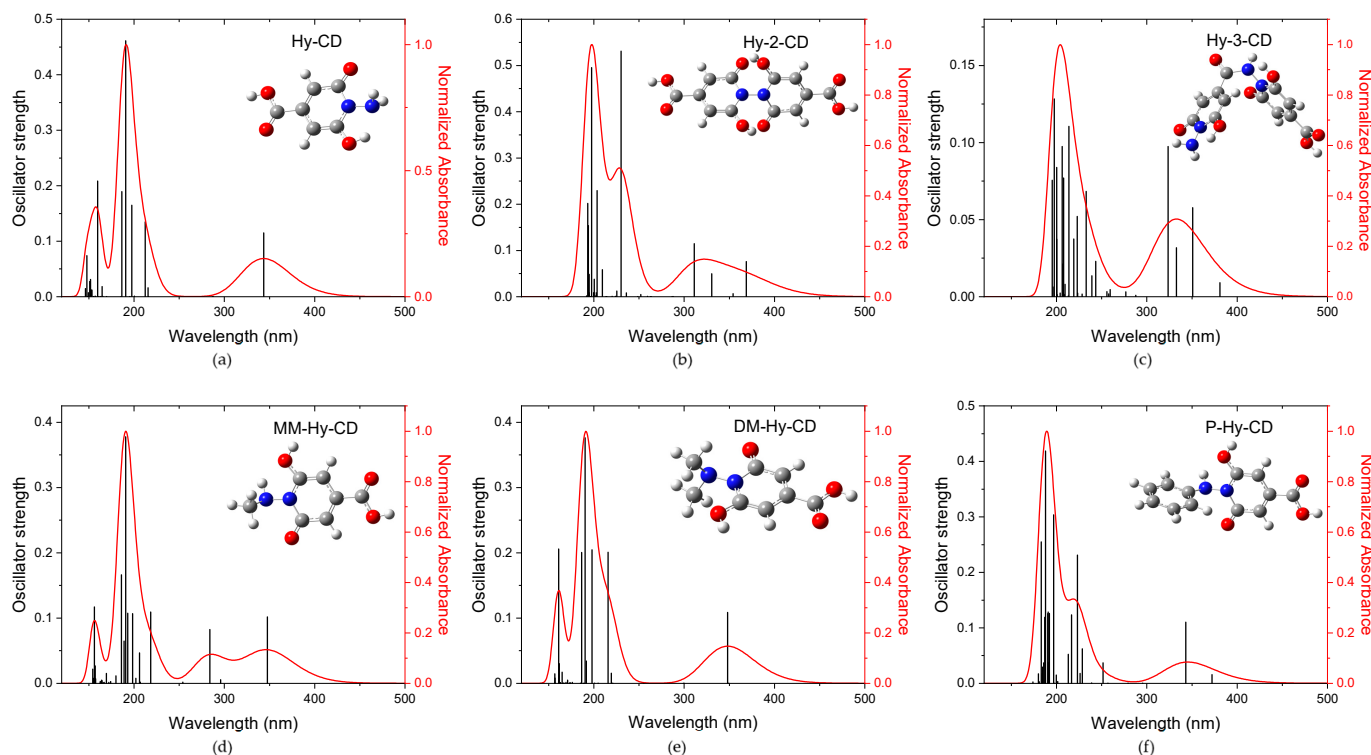 Hy-CD
Oscillator strength
0.5
0.4
0.3
0.2
0.1
0.0
1.0
0.5
0.0
Normalized Absorbance
200 300 400 500
Wavelength (nm)
(a)
Hy-2-CD
Oscillator strength
0.6
0.5
0.4
0.3
0.2
0.1
0.0
1.0
0.8
0.6
0.4
0.2
0.0
Normalized Absorbance
200 300 400 500
Wavelength (nm)
(b)
Hy-3-CD
Oscillator strength
0.15
0.10
0.05
0.00
1.0
0.8
0.6
0.4
0.2
0.0
Normalized Absorbance
200 300 400 500
Wavelength (nm)
(c)
MM-Hy-CD
Oscillator strength
0.4
0.3
0.2
0.1
0.0
1.0
0.8
0.6
0.4
0.2
0.0
Normalized Absorbance
200 300 400 500
Wavelength (nm)
(d)
DM-Hy-CD
Oscillator strength
0.4
0.3
0.2
0.1
0.0
1.0
0.8
0.6
0.4
0.2
0.0
Normalized Absorbance
200 300 400 500
Wavelength (nm)
(e)
P-Hy-CD
Oscillator strength
0.5
0.4
0.3
0.2
0.1
0.0
1.0
0.8
0.6
0.4
0.2
0.0
Normalized Absorbance
200 300 400 500
Wavelength (nm)
(f)